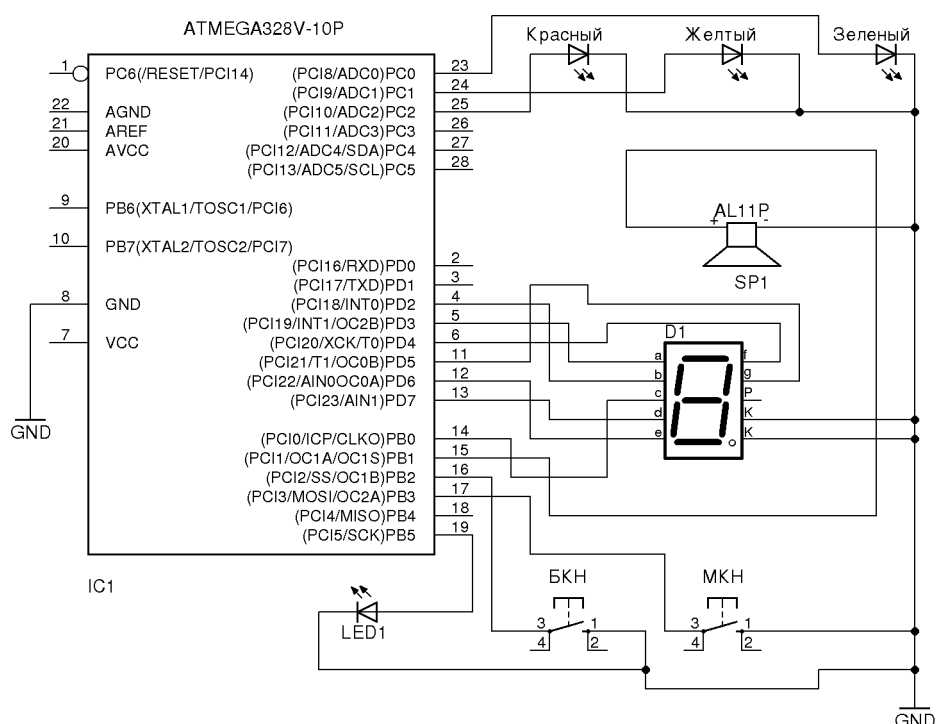 ATMEGA328V-10P
Красный
Желтый
Зеленый
1 PC6(/RESET/PCI14)
(PCI8/ADC0)PC0 23
(PCI9/ADC1)PC1 24
22 AGND
(PCI10/ADC2)PC2 25
21 AREF
(PCI11/ADC3)PC3 26
20 AVCC
(PCI12/ADC4/SDA)PC4 27
(PCI13/ADC5/SCL)PC5 28
9 PB6(XTAL1/TOSC1/PCI6)
AL11P
+ -
SP1
10 PB7(XTAL2/TOSC2/PCI7)
(PCI16/RXD)PD0 2
(PCI17/TXD)PD1 3
8 GND
(PCI18/INT0)PD2 4
(PCI19/INT1/OC2B)PD3 5
7 VCC
(PCI20/XCK/T0)PD4 6
(PCI21/T1/OC0B)PD5 11
(PCI22/AIN0OC0A)PD6 12
(PCI23/AIN1)PD7 13
D1
a f
b g
c P
d K
e K
GND
(PCI0/ICP/CLKO)PB0 14
(PCI1/OC1A/OC1S)PB1 15
(PCI2/SS/OC1B)PB2 16
(PCI3/MOSI/OC2A)PB3 17
(PCI4/MISO)PB4 18
(PCI5/SCK)PB5 19
IC1
БКН
МКН
LED1
3 1
4 2
3 1
4 2
GND